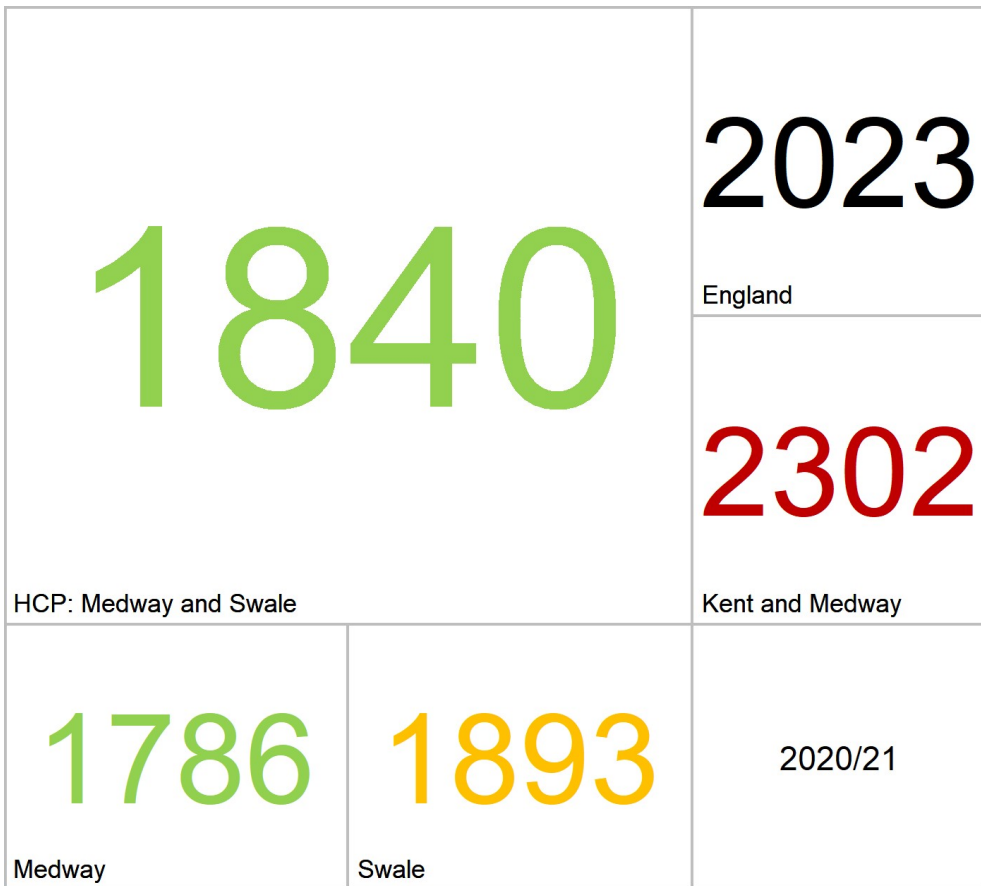 1840
HCP: Medway and Swale
2023
England
2302
Kent and Medway
1786
Medway
1893
Swale
2020/21